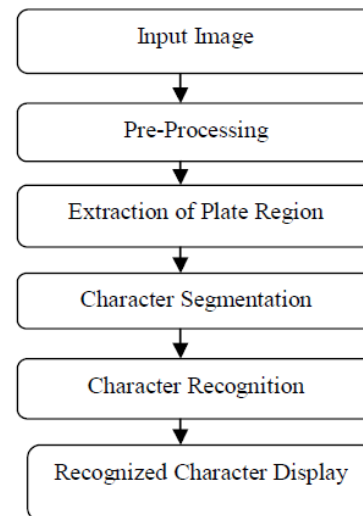 Input Image
Pre-Processing
Extraction of Plate Region
Character Segmentation
Character Recognition
Recognized Character Display